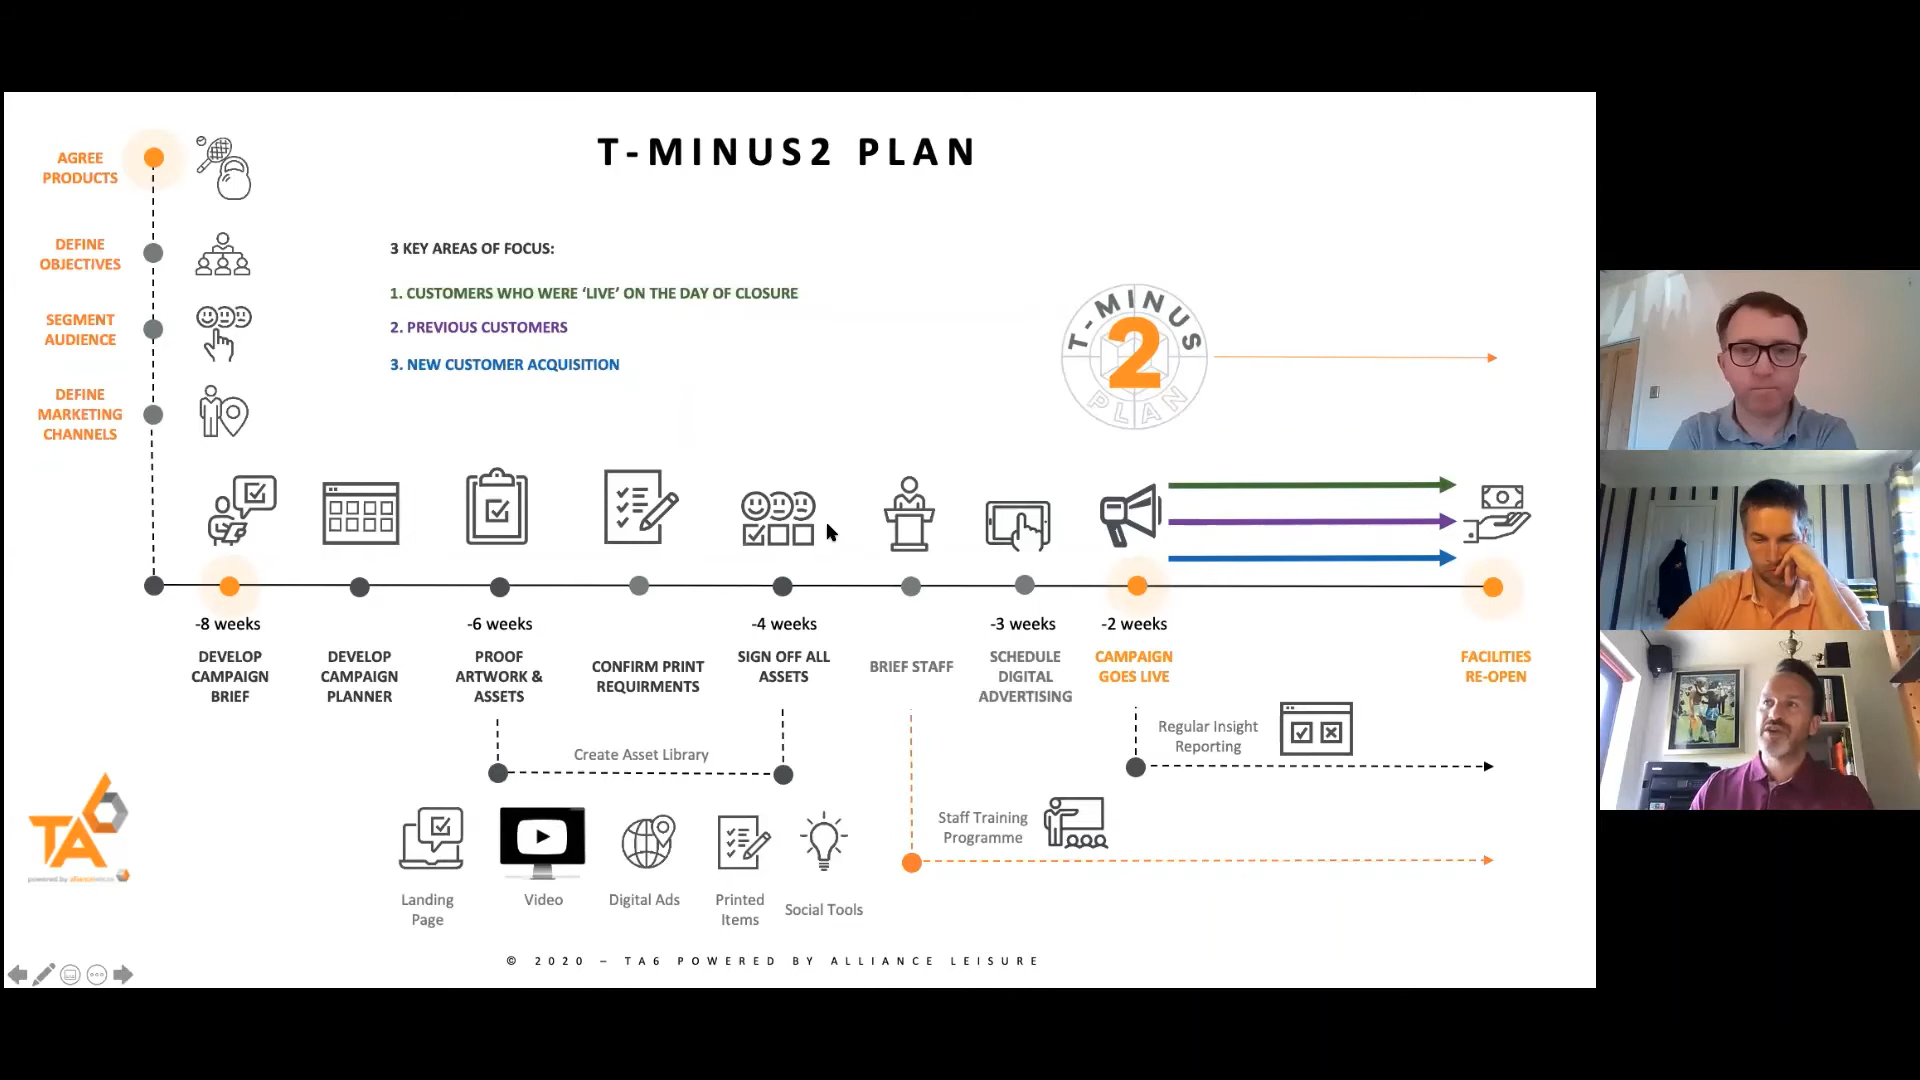 T-MINUS2 PLAN
AGREE
PRODUCTS
DEFINE
OBJECTIVES
SEGMENT
AUDIENCE
DEFINE
MARKETING
CHANNELS
3 KEY AREAS OF FOCUS:
1. CUSTOMERS WHO WERE ‘LIVE’ ON THE DAY OF CLOSURE
2. PREVIOUS CUSTOMERS
3. NEW CUSTOMER ACQUISITION
T-MINUS
2
PLAN
-8 weeks
DEVELOP
CAMPAIGN
BRIEF
DEVELOP
CAMPAIGN
PLANNER
-6 weeks
PROOF
ARTWORK &
ASSETS
CONFIRM PRINT
REQUIRMENTS
-4 weeks
SIGN OFF ALL
ASSETS
BRIEF STAFF
-3 weeks
SCHEDULE
DIGITAL
ADVERTISING
-2 weeks
CAMPAIGN
GOES LIVE
FACILITIES
RE-OPEN
Create Asset Library
Regular Insight
Reporting
Staff Training
Programme
Landing
Page
Video
Digital Ads
Printed
Items
Social Tools
TA6
powered by alliance leisure
© 2020 – TA6 POWERED BY ALLIANCE LEISURE